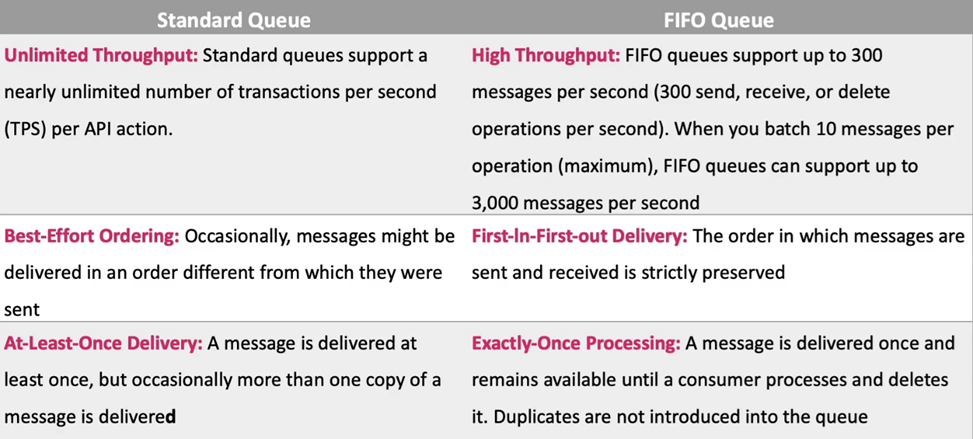 Standard Queue
FIFO Queue
Unlimited Throughput: Standard queues support a
nearly unlimited number of transactions per second
(TPS) per API action.
High Throughput: FIFO queues support up to 300
messages per second (300 send, receive, or delete
operations per second). When you batch 10 messages per
operation (maximum), FIFO queues can support up to
3,000 messages per second
Best-Effort Ordering: Occasionally, messages might be
delivered in an order different from which they were
sent
First-In-First-out Delivery: The order in which messages are
sent and received is strictly preserved
At-Least-Once Delivery: A message is delivered at
least once, but occasionally more than one copy of a
message is delivered
Exactly-Once Processing: A message is delivered once and
remains available until a consumer processes and deletes
it. Duplicates are not introduced into the queue